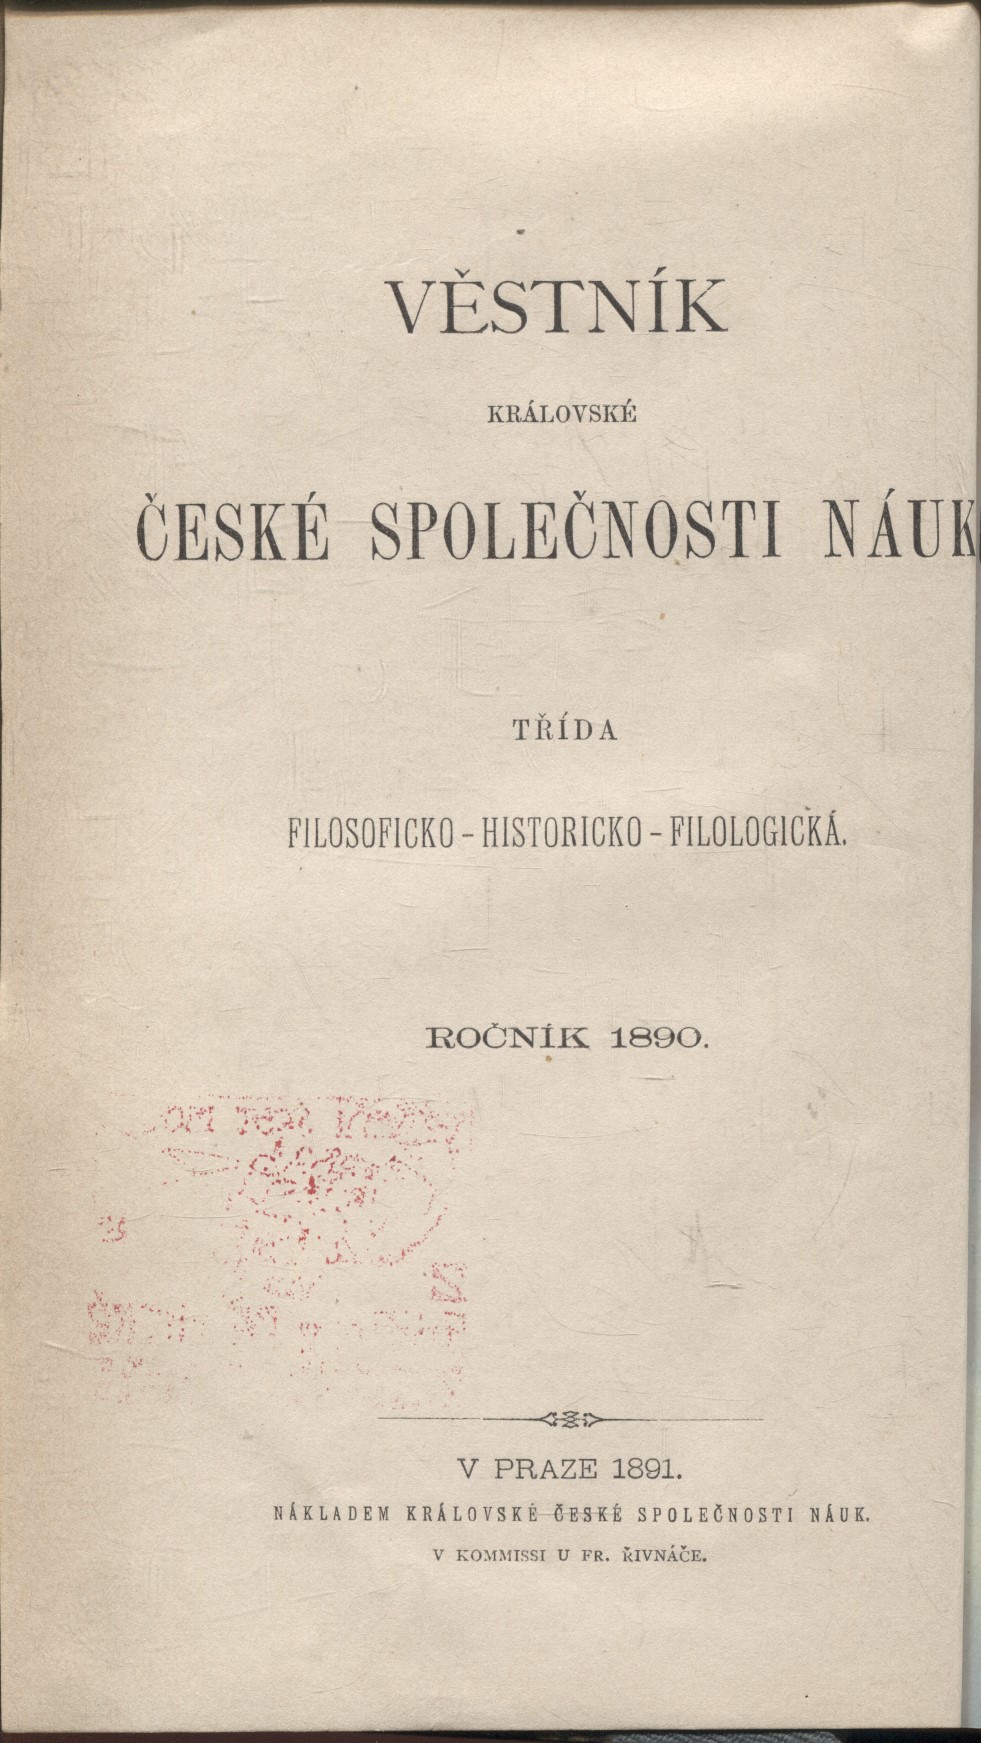 VĚSTNÍK
KRÁLOVSKÉ
ČESKÉ SPOLEČNOSTI NÁUK
TŘÍDA
FILOSOFICKO-HISTORICKO-FILOLOGICKÁ.
ROČNÍK 1890.
V PRAZE 1891.
NÁKLADEM KRÁLOVSKÉ ČESKÉ SPOLEČNOSTI NÁUK.
V KOMMISSI U FR. ŘIVNÁČE.